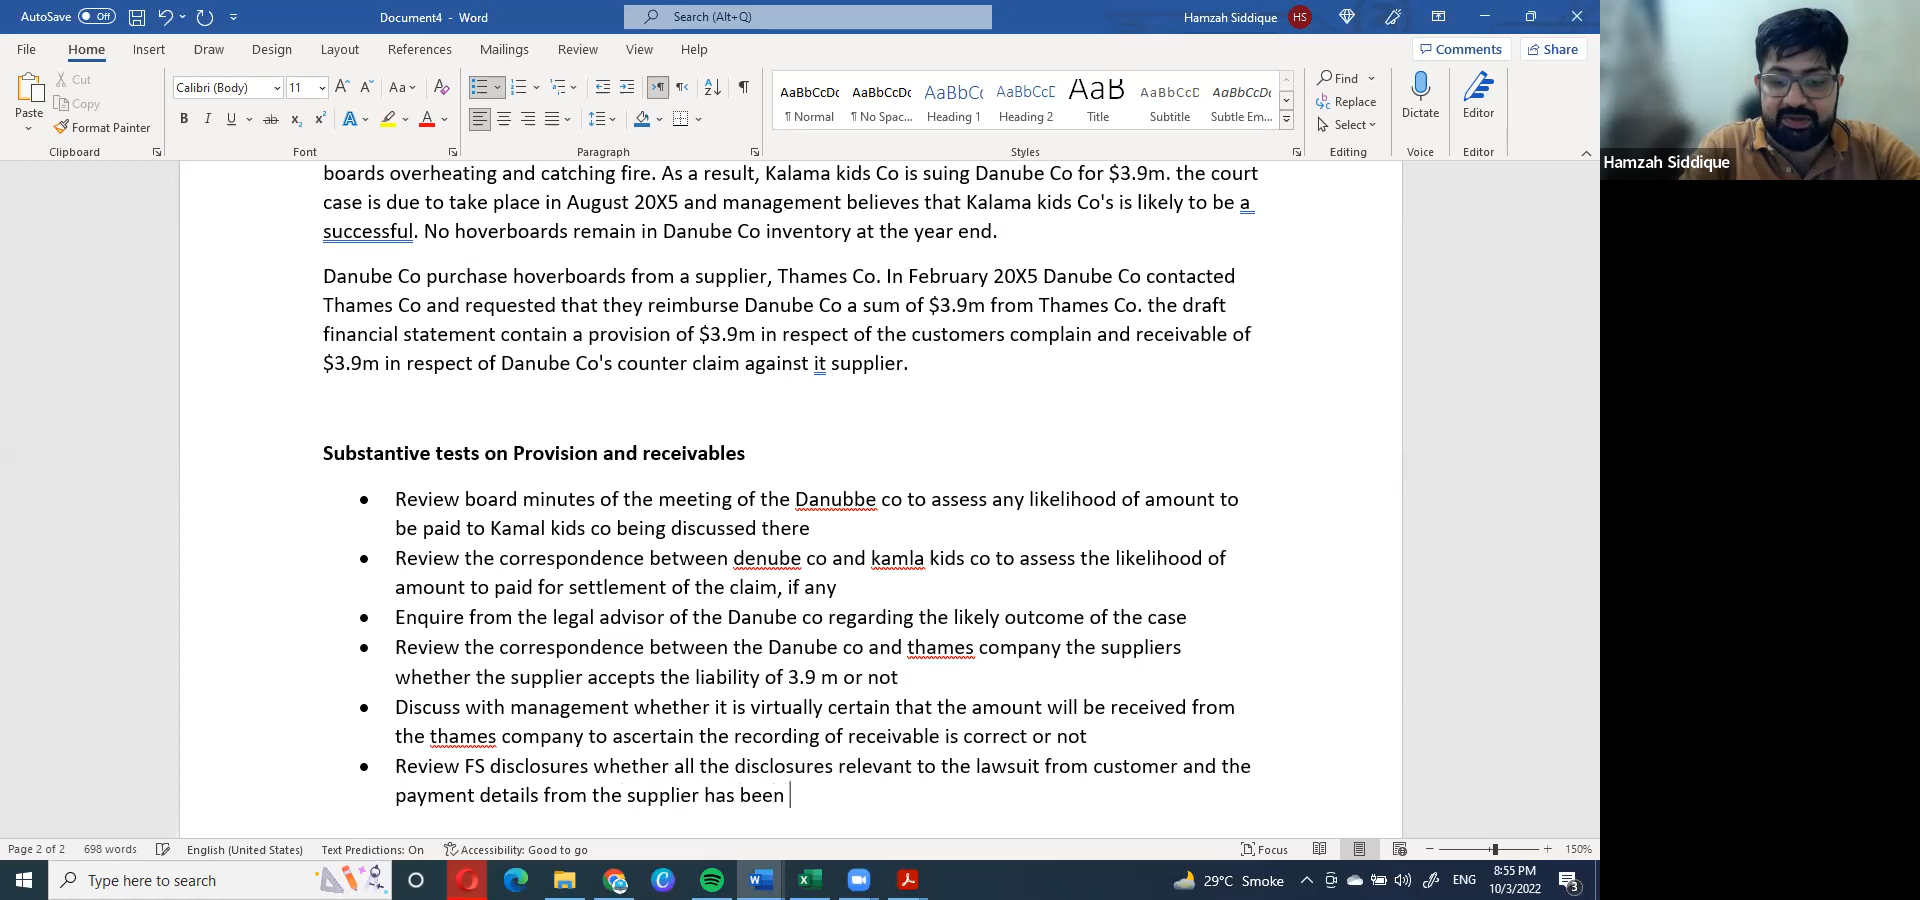 AutoSave Off
Document4 - Word
Search (Alt+Q)
Hamzah Siddique HS
File Home Insert Draw Design Layout References Mailings Review View Help
Comments Share
Paste
Cut
Copy
Format Painter
Clipboard
Calibri (Body) 11
Font
Paragraph
AaBbCcDc AaBbCcDc AaBbCc AaBbCcD AaB AaBbCcD AaBbCcDc
¶ Normal ¶ No Spac... Heading 1 Heading 2 Title Subtitle Subtle Em...
Styles
Find
Replace
Select
Editing
Dictate
Voice
Editor
Editor
Hamzah Siddique
boards overheating and catching fire. As a result, Kalama kids Co is suing Danube Co for $3.9m. the court
case is due to take place in August 20X5 and management believes that Kalama kids Co's is likely to be a
successful. No hoverboards remain in Danube Co inventory at the year end.
Danube Co purchase hoverboards from a supplier, Thames Co. In February 20X5 Danube Co contacted
Thames Co and requested that they reimburse Danube Co a sum of $3.9m from Thames Co. the draft
financial statement contain a provision of $3.9m in respect of the customers complain and receivable of
$3.9m in respect of Danube Co's counter claim against it supplier.
Substantive tests on Provision and receivables
• Review board minutes of the meeting of the Danubbe co to assess any likelihood of amount to
be paid to Kamal kids co being discussed there
• Review the correspondence between denube co and kamla kids co to assess the likelihood of
amount to paid for settlement of the claim, if any
• Enquire from the legal advisor of the Danube co regarding the likely outcome of the case
• Review the correspondence between the Danube co and thames company the suppliers
whether the supplier accepts the liability of 3.9 m or not
• Discuss with management whether it is virtually certain that the amount will be received from
the thames company to ascertain the recording of receivable is correct or not
• Review FS disclosures whether all the disclosures relevant to the lawsuit from customer and the
payment details from the supplier has been
Page 2 of 2 698 words English (United States) Text Predictions: On Accessibility: Good to go
Focus 150%
Type here to search
29°C Smoke
ENG
8:55 PM
10/3/2022
3